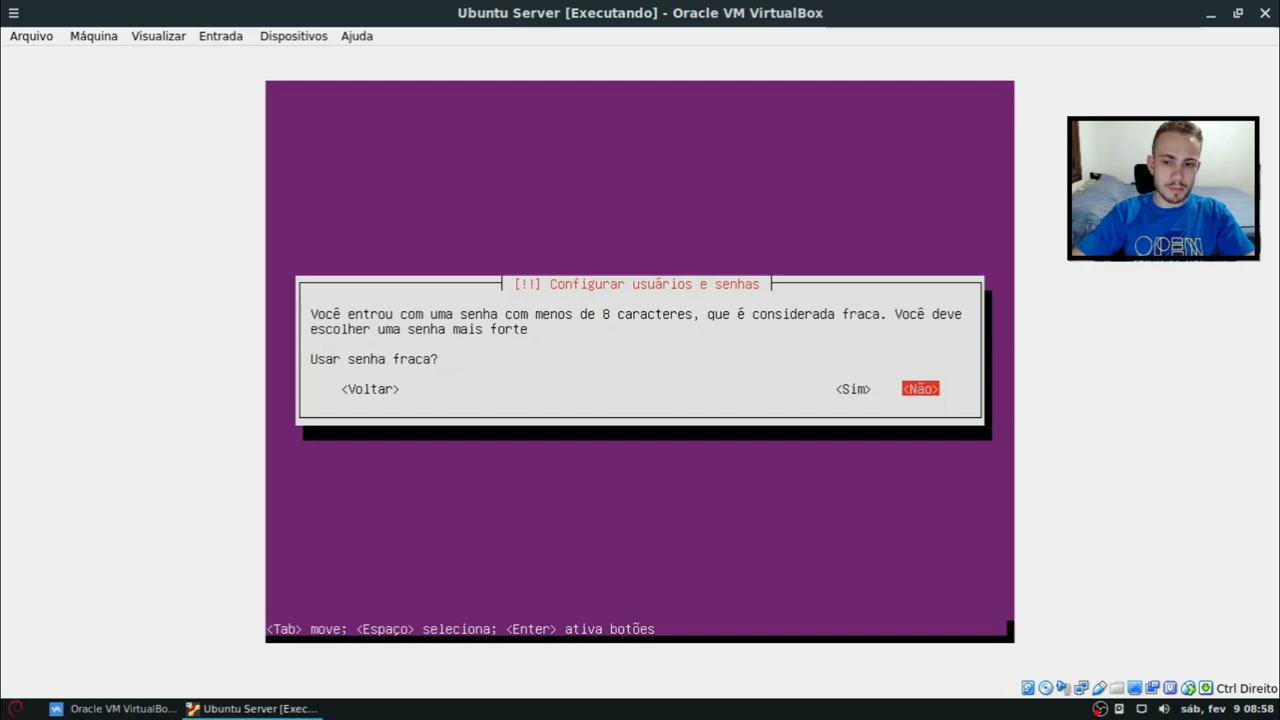 Ubuntu Server [Executando] - Oracle VM VirtualBox
Arquivo Máquina Visualizar Entrada Dispositivos Ajuda
OPEN
[!!] Configurar usuários e senhas
Você entrou com uma senha com menos de 8 caracteres, que é considerada fraca. Você deve
escolher uma senha mais forte
Usar senha fraca?
<Voltar> <Sim> <Não>
<Tab> move; <Espaço> seleciona; <Enter> ativa botões
Ctrl Direito
Oracle VM VirtualBo... Ubuntu Server [Exec... sáb, fev 9 08:58